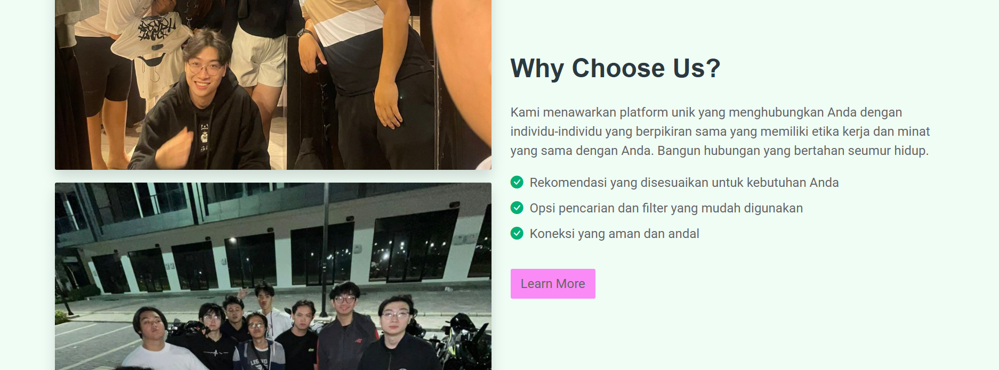 Why Choose Us?
Kami menawarkan platform unik yang menghubungkan Anda dengan
individu-individu yang berpikiran sama yang memiliki etika kerja dan minat
yang sama dengan Anda. Bangun hubungan yang bertahan seumur hidup.
Rekomendasi yang disesuaikan untuk kebutuhan Anda
Opsi pencarian dan filter yang mudah digunakan
Koneksi yang aman dan andal
Learn More